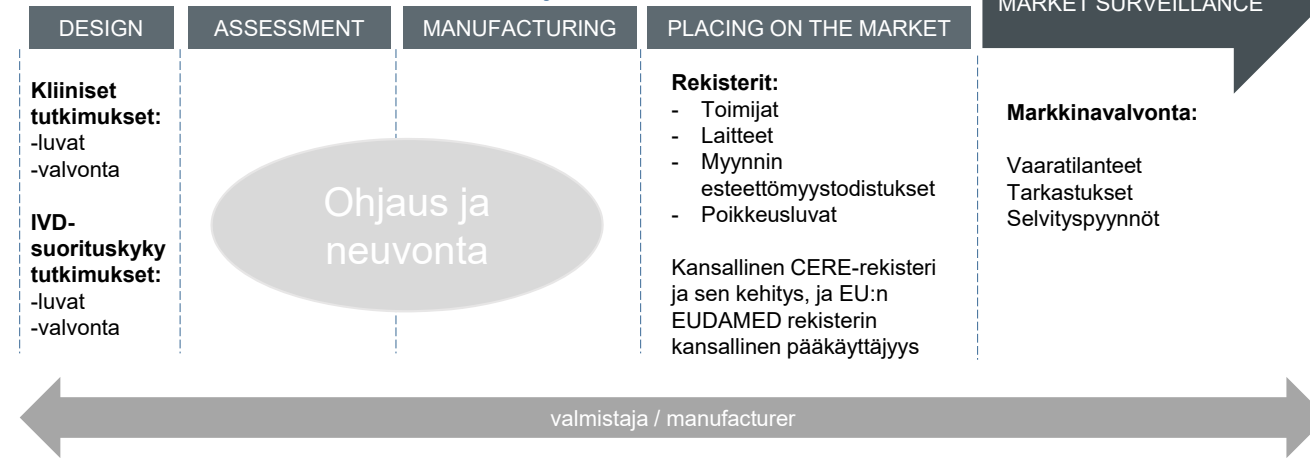 MARKET SURVEILLANCE
DESIGN
ASSESSMENT
MANUFACTURING
PLACING ON THE MARKET
Kliiniset
tutkimukset:
-luvat
-valvonta
IVD-
suorituskyky
tutkimukset:
-luvat
-valvonta
Ohjaus ja
neuvonta
Rekisterit:
- Toimijat
- Laitteet
- Myynnin
esteettömyystodistukset
- Poikkeusluvat
Kansallinen CERE-rekisteri
ja sen kehitys, ja EU:n
EUDAMED rekisterin
kansallinen pääkäyttäjyys
Markkinavalvonta:
Vaaratilanteet
Tarkastukset
Selvityspyynnöt
valmistaja / manufacturer